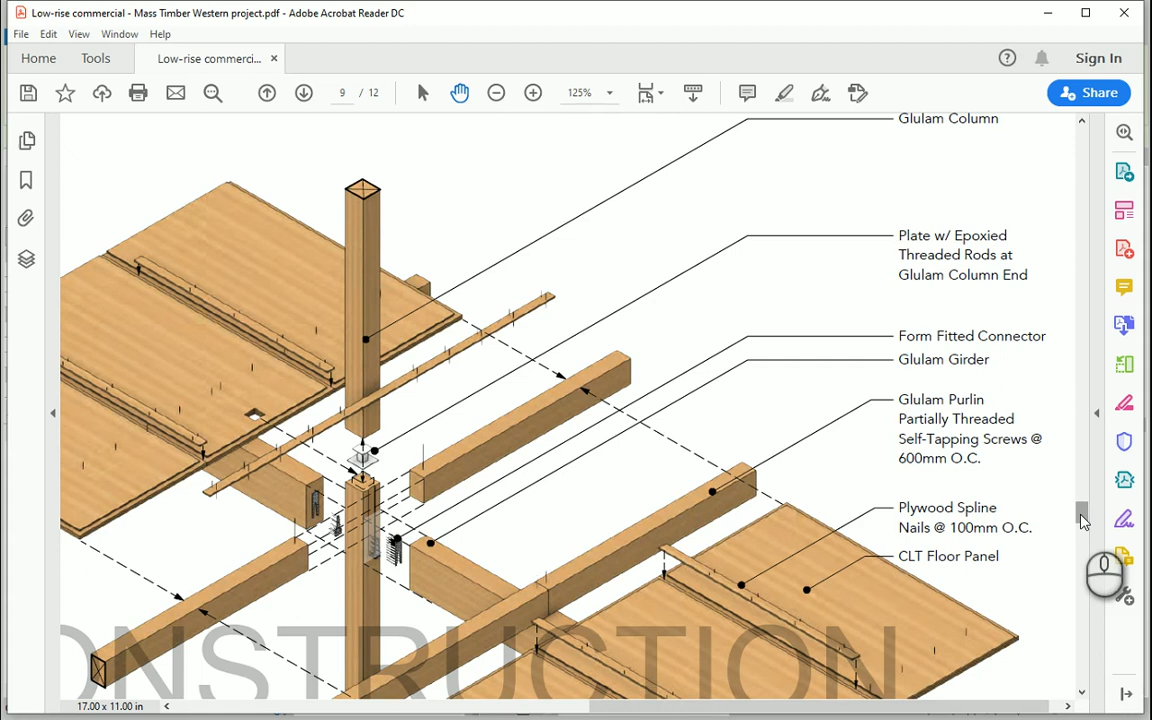 Low-rise commercial - Mass Timber Western project.pdf - Adobe Acrobat Reader DC
File Edit View Window Help
Home Tools Low-rise commerci... Sign In
9 / 12 125% Share
Glulam Column
Plate w/ Epoxied
Threaded Rods at
Glulam Column End
Form Fitted Connector
Glulam Girder
Glulam Purlin
Partially Threaded
Self-Tapping Screws @
600mm O.C.
Plywood Spline
Nails @ 100mm O.C.
CLT Floor Panel
ONSTRUCTION
17.00 x 11.00 in